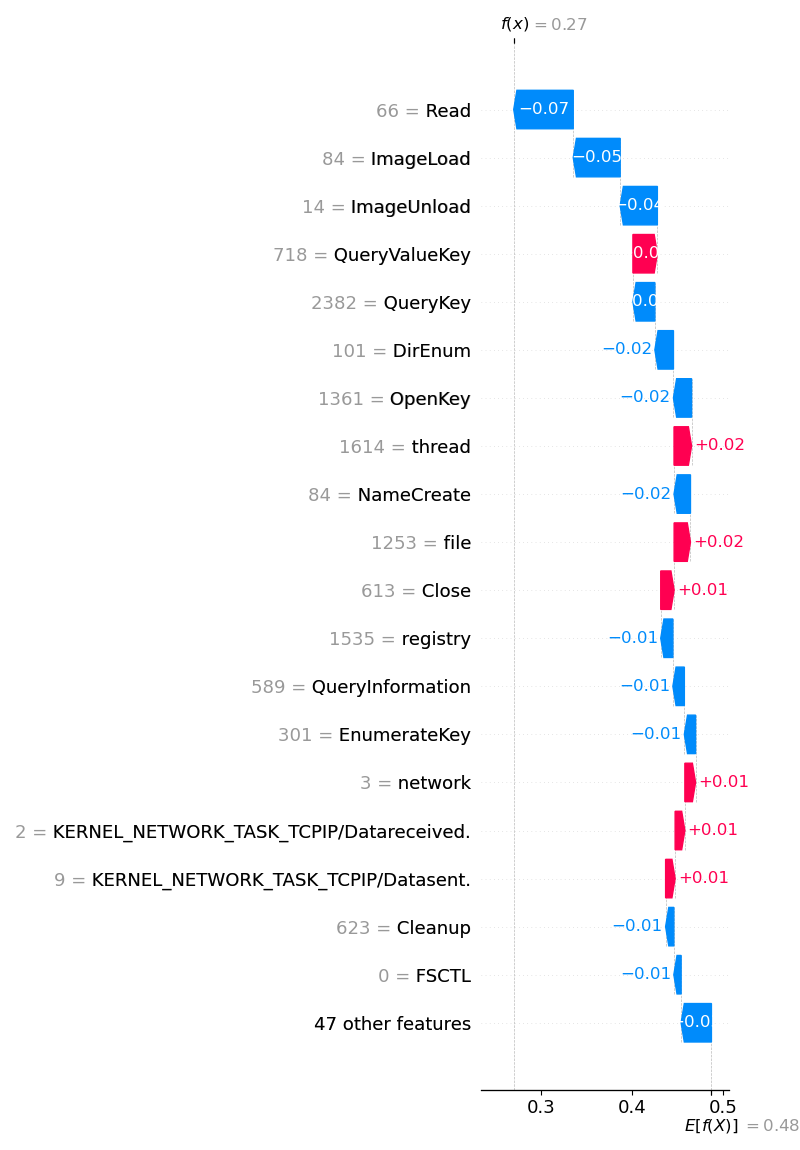 f(x) = 0.27
66 = Read −0.07
84 = ImageLoad −0.05
14 = ImageUnload −0.04
718 = QueryValueKey
2382 = QueryKey
101 = DirEnum −0.02
1361 = OpenKey −0.02
1614 = thread +0.02
84 = NameCreate −0.02
1253 = file +0.02
613 = Close +0.01
1535 = registry −0.01
589 = QueryInformation −0.01
301 = EnumerateKey −0.01
3 = network +0.01
2 = KERNEL_NETWORK_TASK_TCPIP/Datareceived. +0.01
9 = KERNEL_NETWORK_TASK_TCPIP/Datasent. +0.01
623 = Cleanup −0.01
0 = FSCTL −0.01
47 other features
0.3 0.4 0.5
E[f(X)] = 0.48